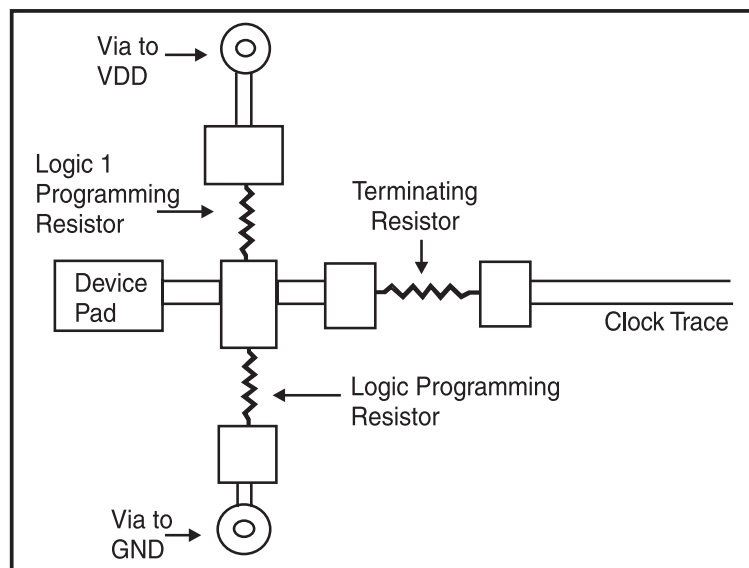 Via to
VDD
Logic 1
Programming
Resistor
Terminating
Resistor
Device
Pad
Clock Trace
Logic Programming
Resistor
Via to
GND